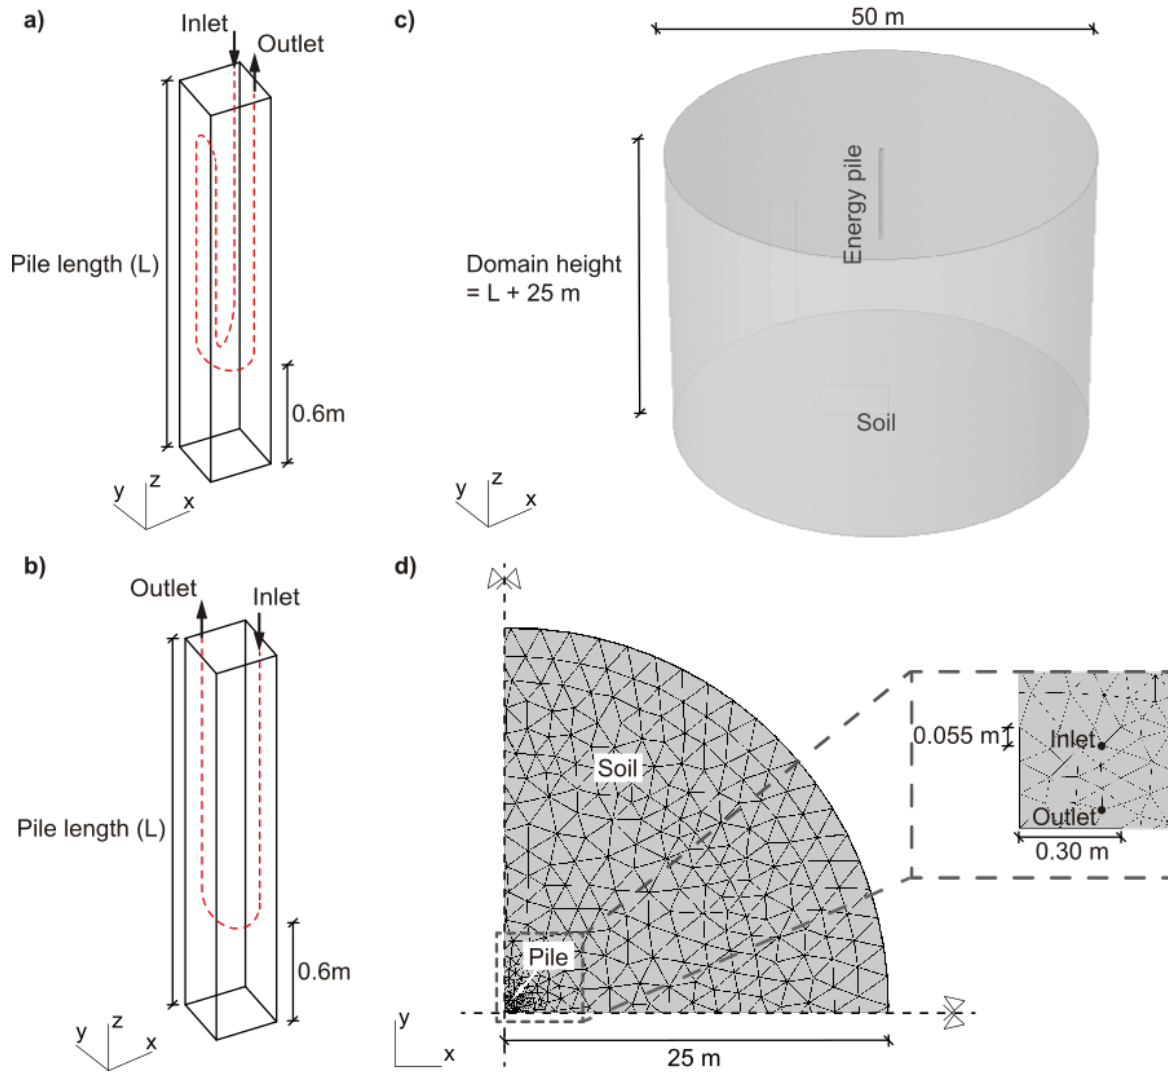 a)
Inlet
Outlet
Pile length (L)
0.6m
z
y
x
c)
50 m
Energy pile
Domain height
= L + 25 m
Soil
z
y
x
b)
Outlet
Inlet
Pile length (L)
0.6m
z
y
x
d)
Soil
Pile
0.055 m
Inlet
Outlet
0.30 m
y
x
25 m